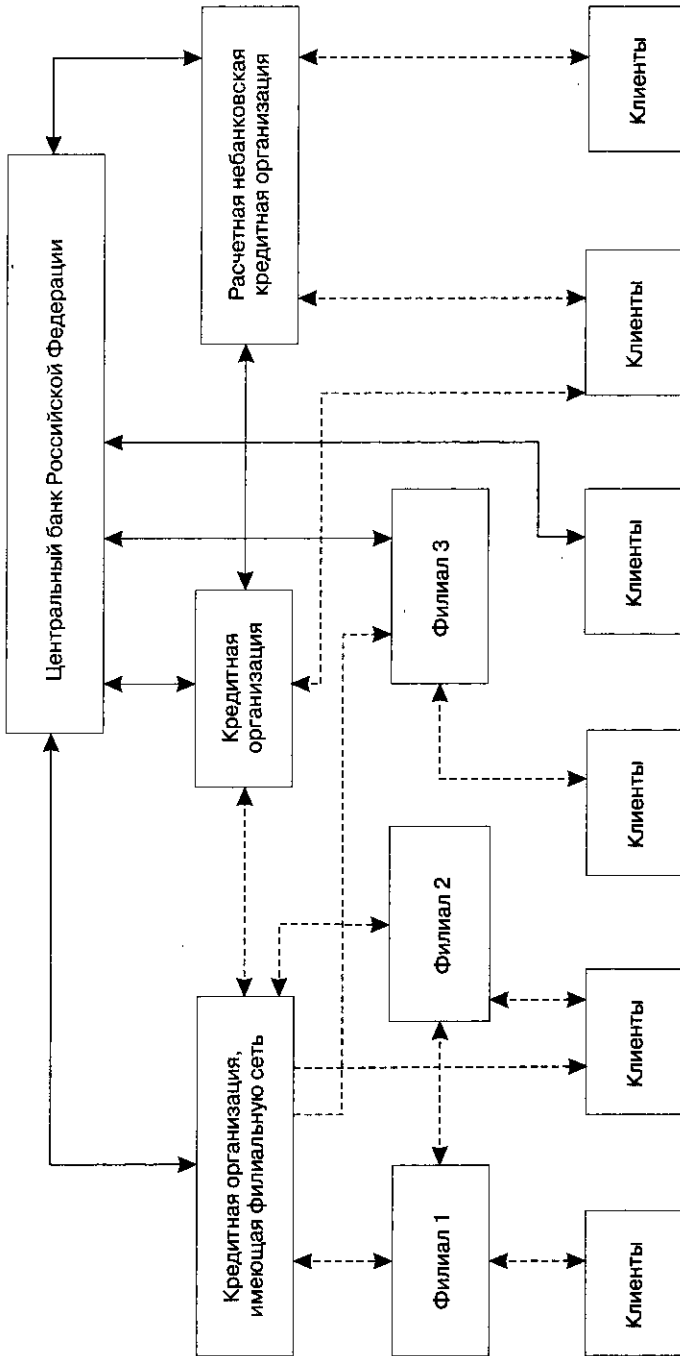 Центральный банк Российской Федерации
Кредитная организация,
имеющая филиальную сеть
Кредитная
организация
Расчетная небанковская
кредитная организация
Филиал 1
Филиал 2
Филиал 3
Клиенты
Клиенты
Клиенты
Клиенты
Клиенты
Клиенты